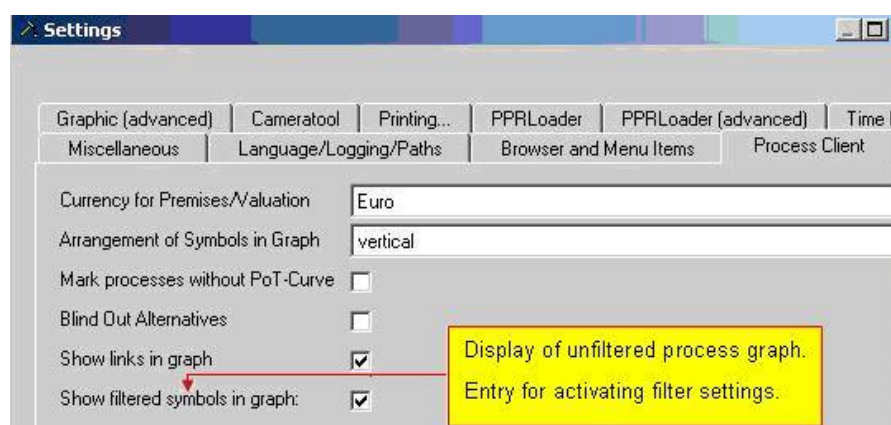 Settings
Graphic (advanced) Cameratool Printing... PPRLoader PPRLoader (advanced) Time
Miscellaneous Language/Logging/Paths Browser and Menu Items Process Client
Currency for Premises/Valuation Euro
Arrangement of Symbols in Graph vertical
Mark processes without PoT-Curve
Blind Out Alternatives
Show links in graph
Show filtered symbols in graph:
Display of unfiltered process graph.
Entry for activating filter settings.